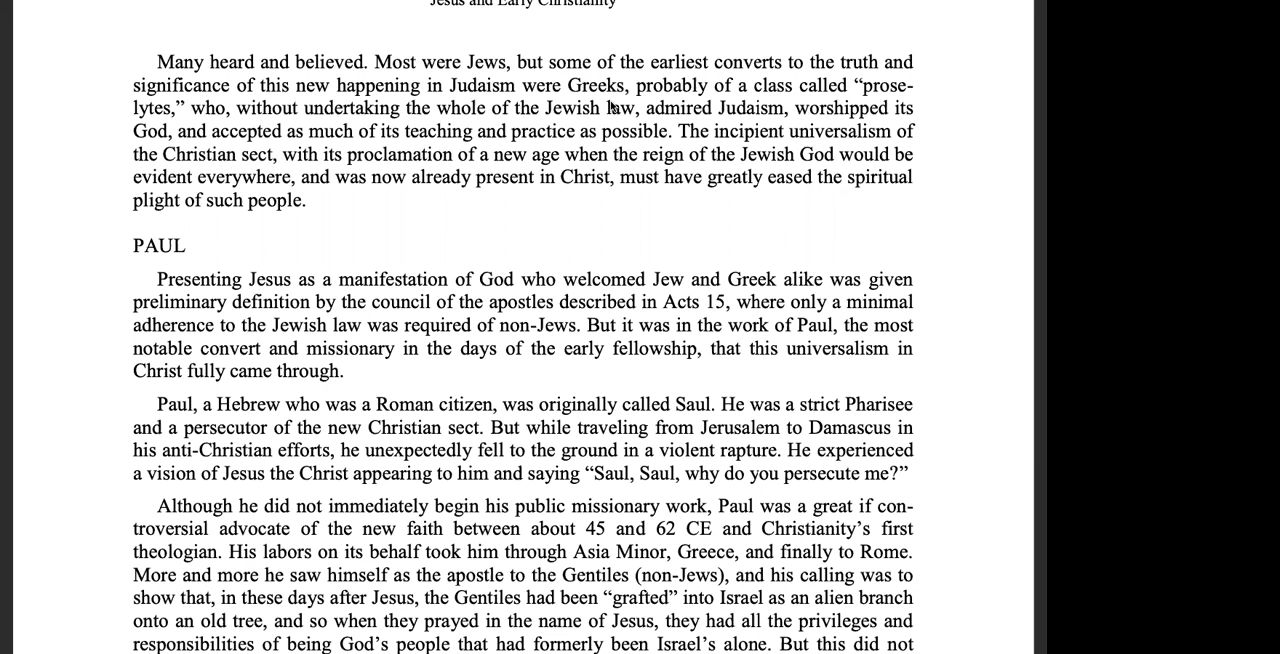 Jesus and Early Christianity
Many heard and believed. Most were Jews, but some of the earliest converts to the truth and
significance of this new happening in Judaism were Greeks, probably of a class called “prose-
lytes,” who, without undertaking the whole of the Jewish law, admired Judaism, worshipped its
God, and accepted as much of its teaching and practice as possible. The incipient universalism of
the Christian sect, with its proclamation of a new age when the reign of the Jewish God would be
evident everywhere, and was now already present in Christ, must have greatly eased the spiritual
plight of such people.
PAUL
Presenting Jesus as a manifestation of God who welcomed Jew and Greek alike was given
preliminary definition by the council of the apostles described in Acts 15, where only a minimal
adherence to the Jewish law was required of non-Jews. But it was in the work of Paul, the most
notable convert and missionary in the days of the early fellowship, that this universalism in
Christ fully came through.
Paul, a Hebrew who was a Roman citizen, was originally called Saul. He was a strict Pharisee
and a persecutor of the new Christian sect. But while traveling from Jerusalem to Damascus in
his anti-Christian efforts, he unexpectedly fell to the ground in a violent rapture. He experienced
a vision of Jesus the Christ appearing to him and saying “Saul, Saul, why do you persecute me?”
Although he did not immediately begin his public missionary work, Paul was a great if con-
troversial advocate of the new faith between about 45 and 62 CE and Christianity’s first
theologian. His labors on its behalf took him through Asia Minor, Greece, and finally to Rome.
More and more he saw himself as the apostle to the Gentiles (non-Jews), and his calling was to
show that, in these days after Jesus, the Gentiles had been “grafted” into Israel as an alien branch
onto an old tree, and so when they prayed in the name of Jesus, they had all the privileges and
responsibilities of being God’s people that had formerly been Israel’s alone. But this did not